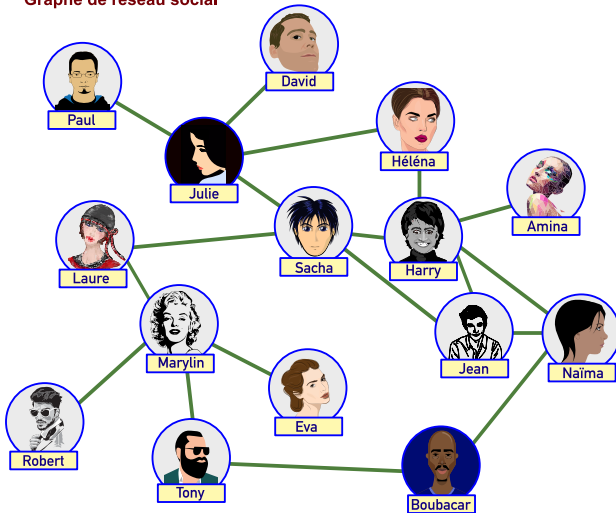 Graphe de réseau social
David
Paul
Héléna
Julie
Amina
Sacha
Harry
Laure
Marylin
Jean
Naïma
Eva
Robert
Tony
Boubacar